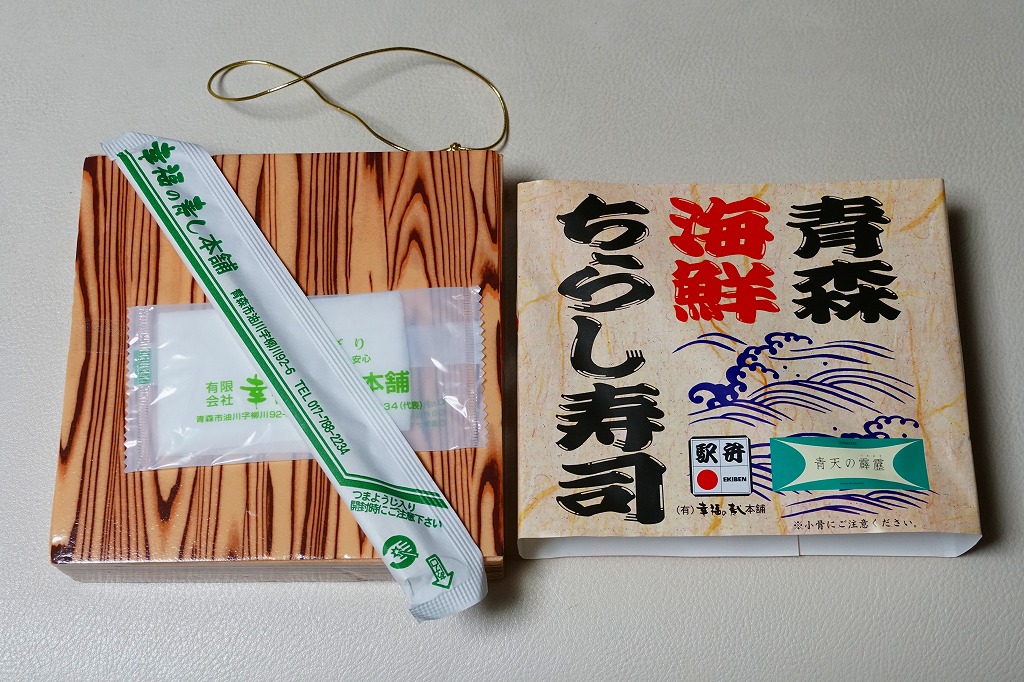 幸福の寿し本舗
青森市油川字柳川92-6 TEL 017-788-2234
つまようじ入り
開封時にご注意下さい
安心
有限
会社
幸
本舗
青森市油川字柳川92-
34(代表)
青森
海鮮
ちらし寿司
駅弁
EKIBEN
青天の霹靂
(有)幸福の寿し本舗
※小骨にご注意ください。